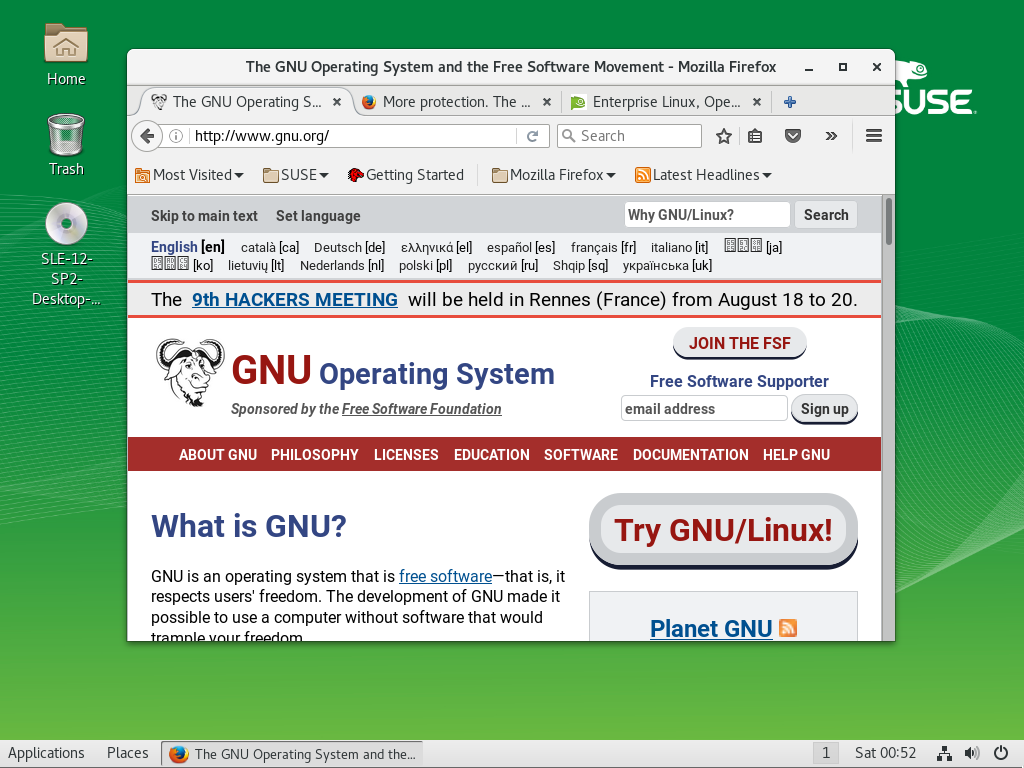 Home
Trash
SLE-12-
SP2-
Desktop-...
SUSE
The GNU Operating System and the Free Software Movement - Mozilla Firefox
The GNU Operating S... More protection. The ... Enterprise Linux, Ope...
http://www.gnu.org/ Search
Most Visited SUSE Getting Started Mozilla Firefox Latest Headlines
Skip to main text Set language Why GNU/Linux? Search
English [en] català [ca] Deutsch [de] ελληνικά [el] español [es] français [fr] italiano [it] [ja]
[ko] lietuvių [lt] Nederlands [nl] polski [pl] русский [ru] Shqip [sq] українська [uk]
The 9th HACKERS MEETING will be held in Rennes (France) from August 18 to 20.
JOIN THE FSF
GNU Operating System
Free Software Supporter
Sponsored by the Free Software Foundation
email address Sign up
ABOUT GNU PHILOSOPHY LICENSES EDUCATION SOFTWARE DOCUMENTATION HELP GNU
What is GNU?
Try GNU/Linux!
GNU is an operating system that is free software—that is, it
respects users' freedom. The development of GNU made it
possible to use a computer without software that would
trample your freedom.
Planet GNU
Applications Places The GNU Operating System and the... 1 Sat 00:52